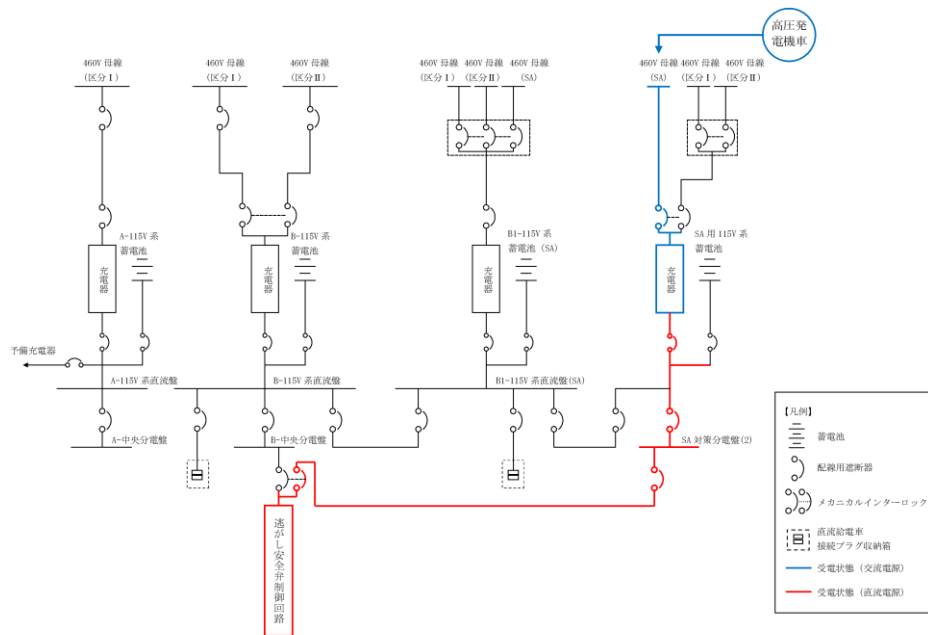 高圧発
電機車
460V 母線
(区分Ⅰ)
460V 母線
(区分Ⅰ)
460V 母線
(区分Ⅱ)
460V 母線
(区分Ⅰ)
460V 母線
(区分Ⅱ)
460V 母線
(SA)
460V 母線
(SA)
460V 母線
(区分Ⅰ)
460V 母線
(区分Ⅱ)
A-115V 系
蓄電池
B-115V 系
蓄電池
B1-115V 系
蓄電池(SA)
SA 用 115V 系
蓄電池
充電器
充電器
充電器
充電器
予備充電器
A-115V 系直流盤
B-115V 系直流盤
B1-115V 系直流盤(SA)
A-中央分電盤
B-中央分電盤
SA 対策分電盤(2)
逃がし安全弁制御回路
【凡例】
蓄電池
配線用遮断器
メカニカルインターロック
直流給電車
接続プラグ収納箱
受電状態(交流電源)
受電状態(直流電源)